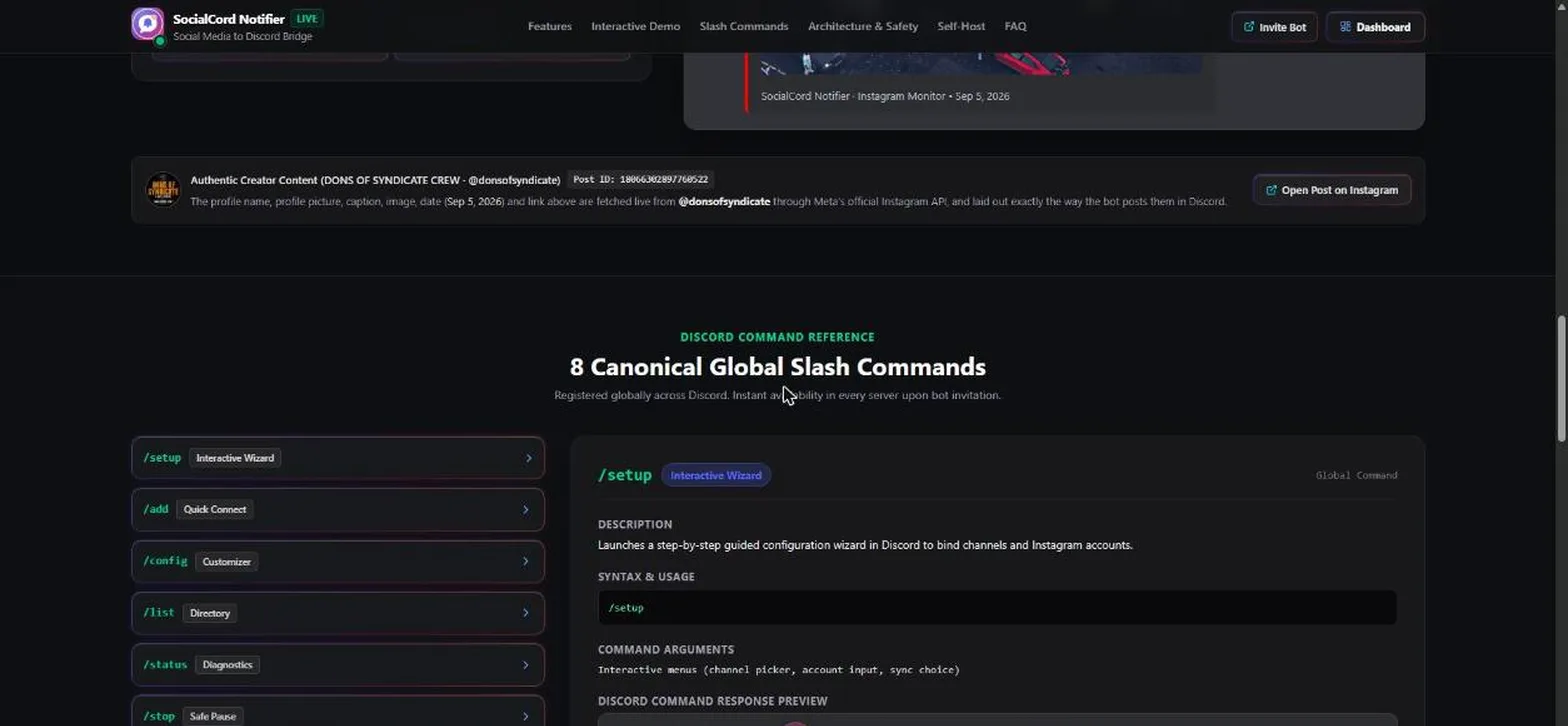 SocialCord Notifier LIVE
Social Media to Discord Bridge
Features Interactive Demo Slash Commands Architecture & Safety Self-Host FAQ
Invite Bot Dashboard
SocialCord Notifier · Instagram Monitor • Sep 5, 2026
Authentic Creator Content (DONS OF SYNDICATE CREW - @donsofsyndicate) Post ID: 18066302897760522
The profile name, profile picture, caption, image, date (Sep 5, 2026) and link above are fetched live from @donsofsyndicate through Meta's official Instagram API, and laid out exactly the way the bot posts them in Discord.
Open Post on Instagram
DISCORD COMMAND REFERENCE
8 Canonical Global Slash Commands
Registered globally across Discord. Instant availability in every server upon bot invitation.
/setup Interactive Wizard
/add Quick Connect
/config Customizer
/list Directory
/status Diagnostics
/stop Safe Pause
/setup Interactive Wizard Global Command
DESCRIPTION
Launches a step-by-step guided configuration wizard in Discord to bind channels and Instagram accounts.
SYNTAX & USAGE
/setup
COMMAND ARGUMENTS
Interactive menus (channel picker, account input, sync choice)
DISCORD COMMAND RESPONSE PREVIEW